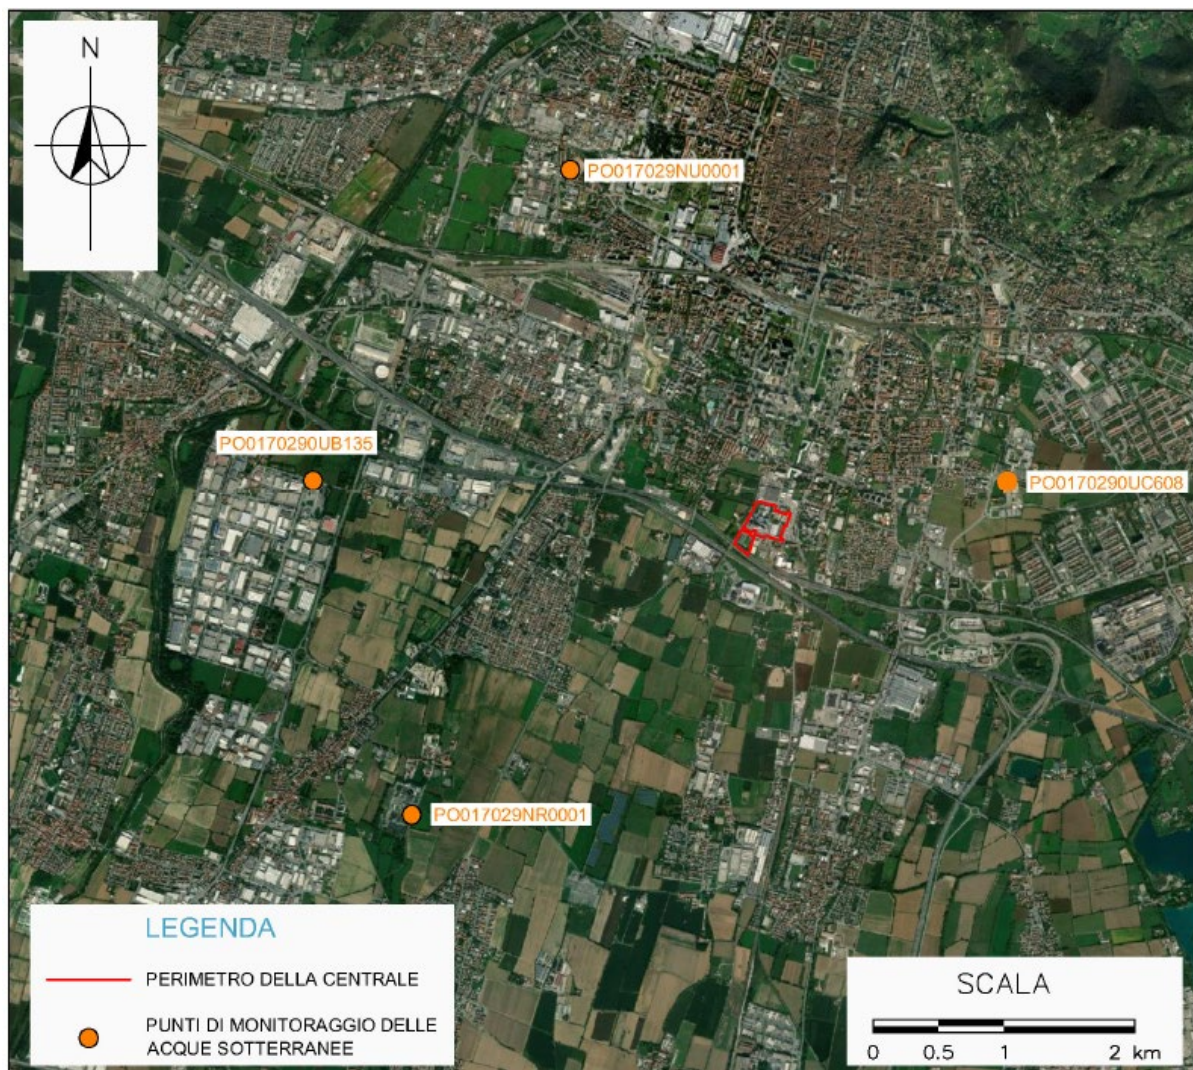 N
PO017029NU0001
PO0170290UB135
PO0170290UC608
PO017029NR0001
LEGENDA
PERIMETRO DELLA CENTRALE
PUNTI DI MONITORAGGIO DELLE
ACQUE SOTTERRANEE
SCALA
0 0.5 1 2 km